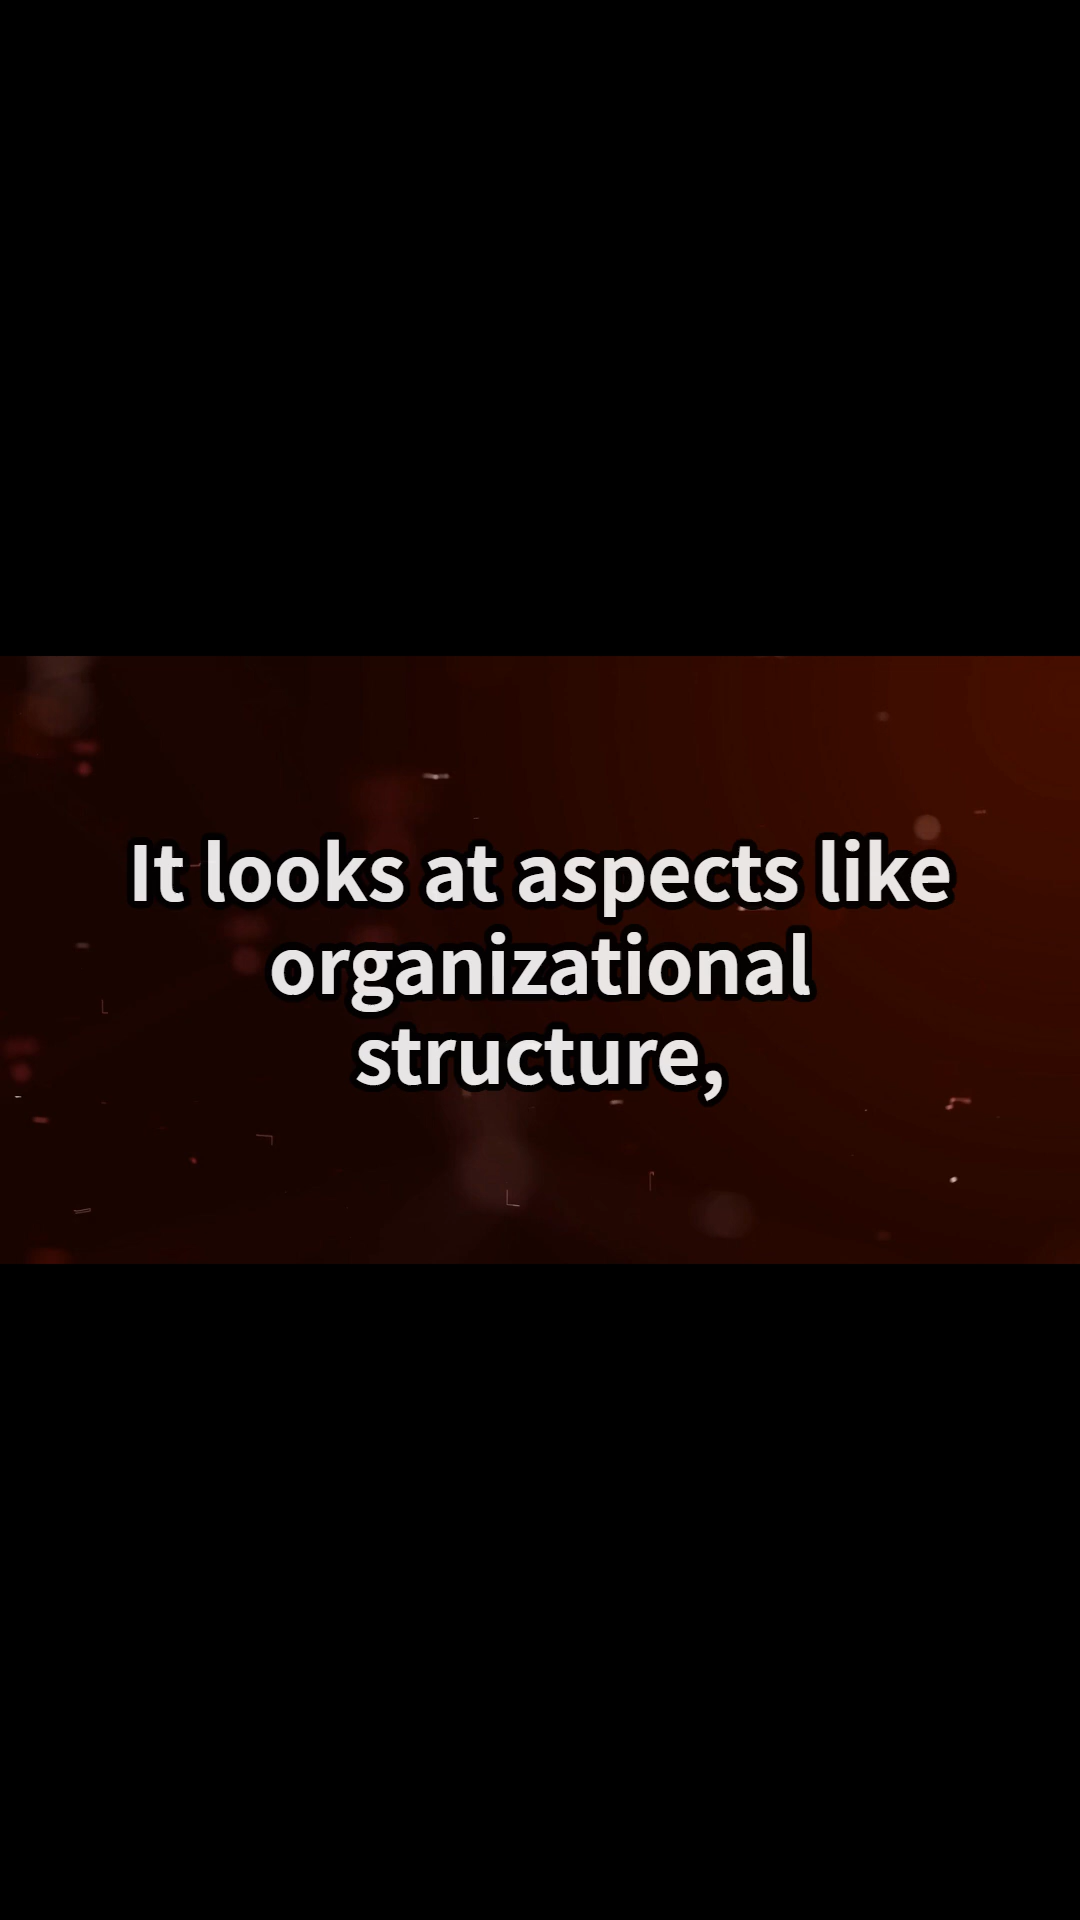 It looks at aspects like
organizational
structure,